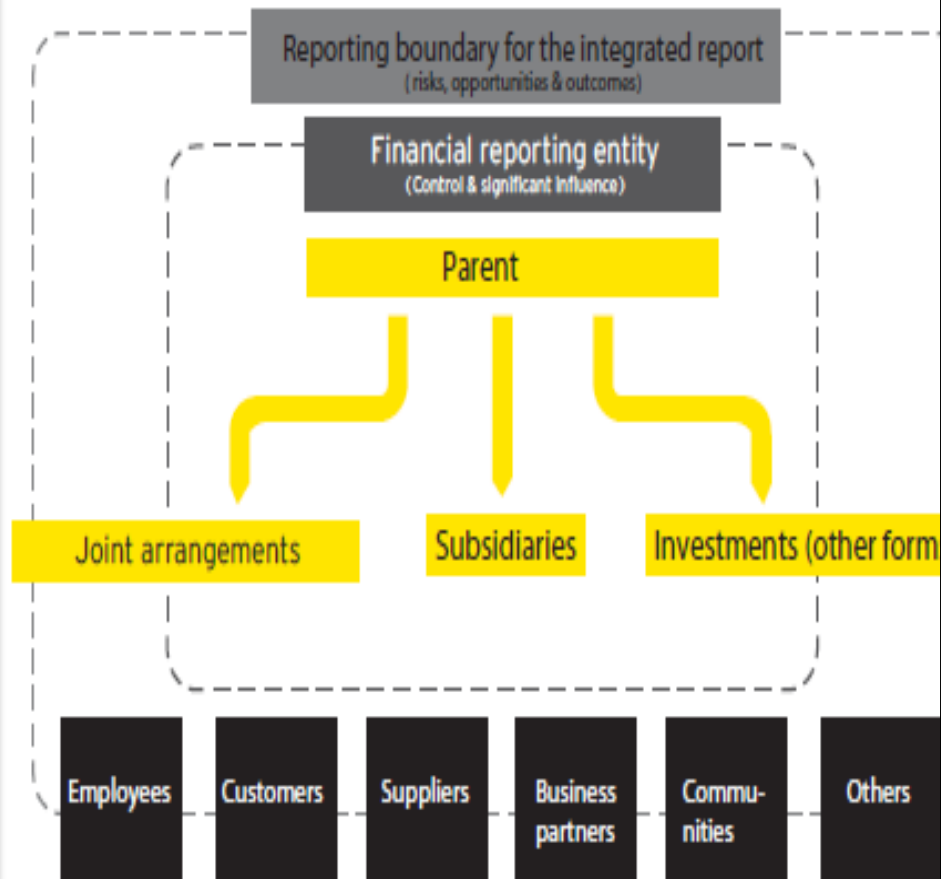 Reporting boundary for the integrated report
( risks, opportunities & outcomes)
Financial reporting entity
(Control & significant influence)
Parent
Joint arrangements
Subsidiaries
Investments (other form
Employees
Customers
Suppliers
Business
partners
Commu-
nities
Others